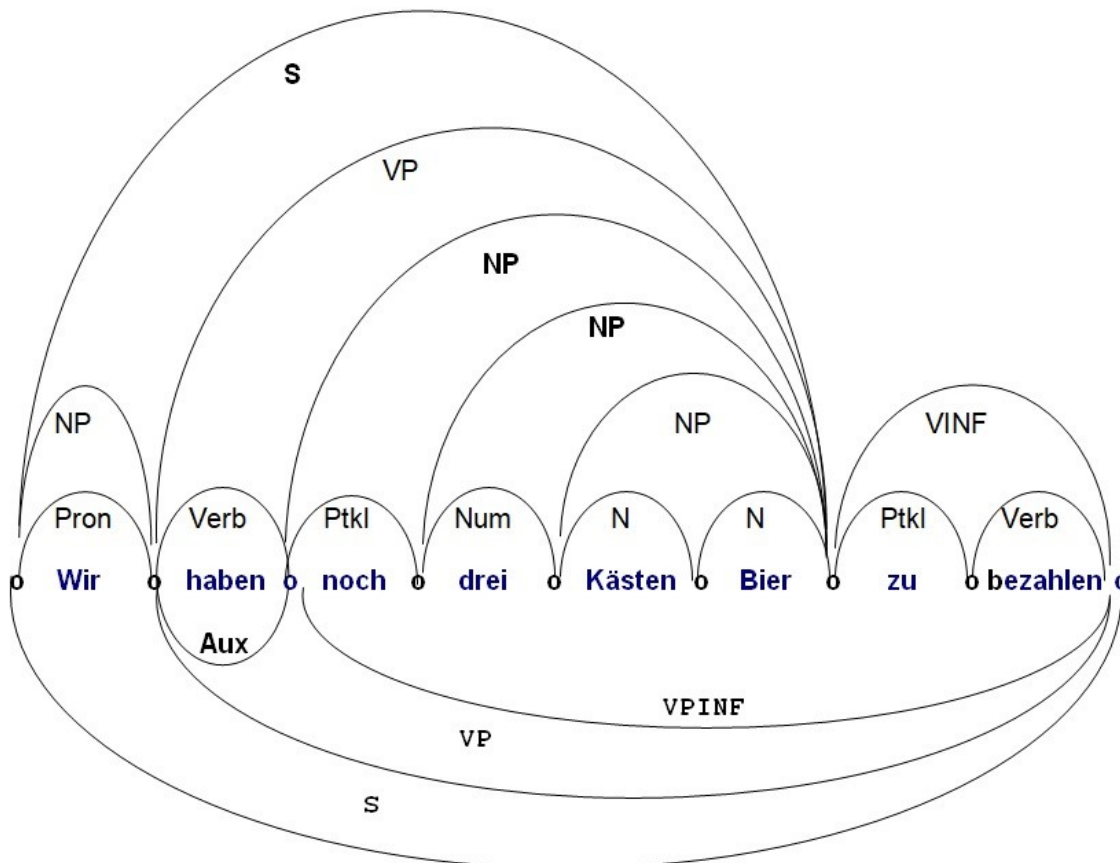 S
VP
NP
NP
NP NP VINF
Pron Verb Ptkl Num N N Ptkl Verb
o Wir o haben o noch o drei o Kästen o Bier o zu o bezahlen o
Aux
VPINF
VP
S